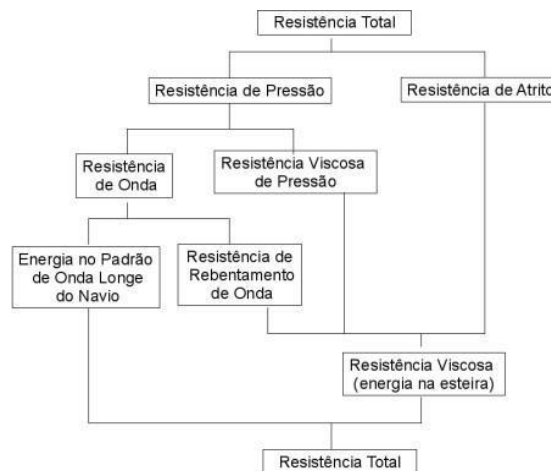 Resistência Total
Resistência de Pressão
Resistência de Atrito
Resistência
de Onda
Resistência Viscosa
de Pressão
Energia no Padrão
de Onda Longe
do Navio
Resistência de
Rebentamento
de Onda
Resistência Viscosa
(energia na esteira)
Resistência Total